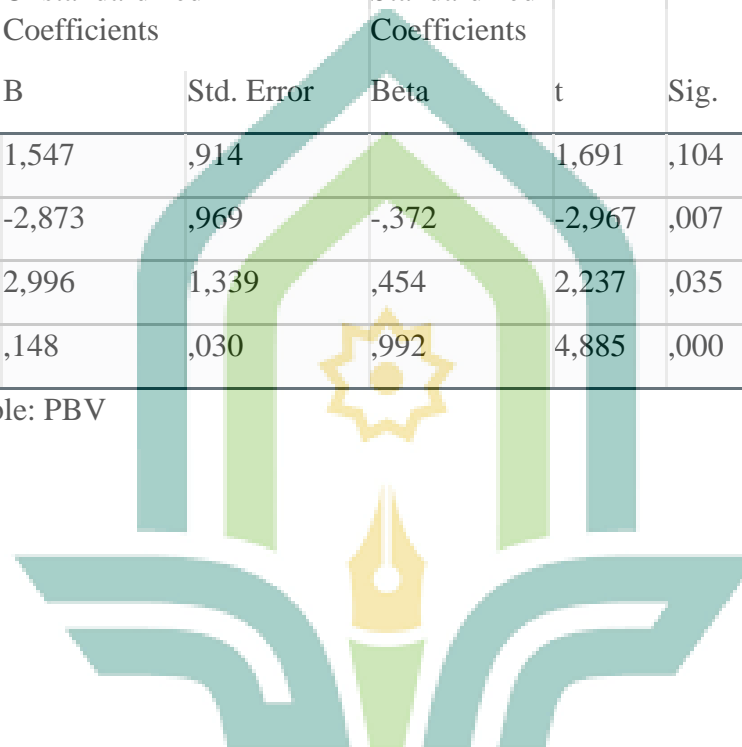 Coefficients Coefficients
B Std. Error Beta t Sig.
1,547 ,914 1,691 ,104
-2,873 ,969 -,372 -2,967 ,007
2,996 1,339 ,454 2,237 ,035
,148 ,030 ,992 4,885 ,000
PBV